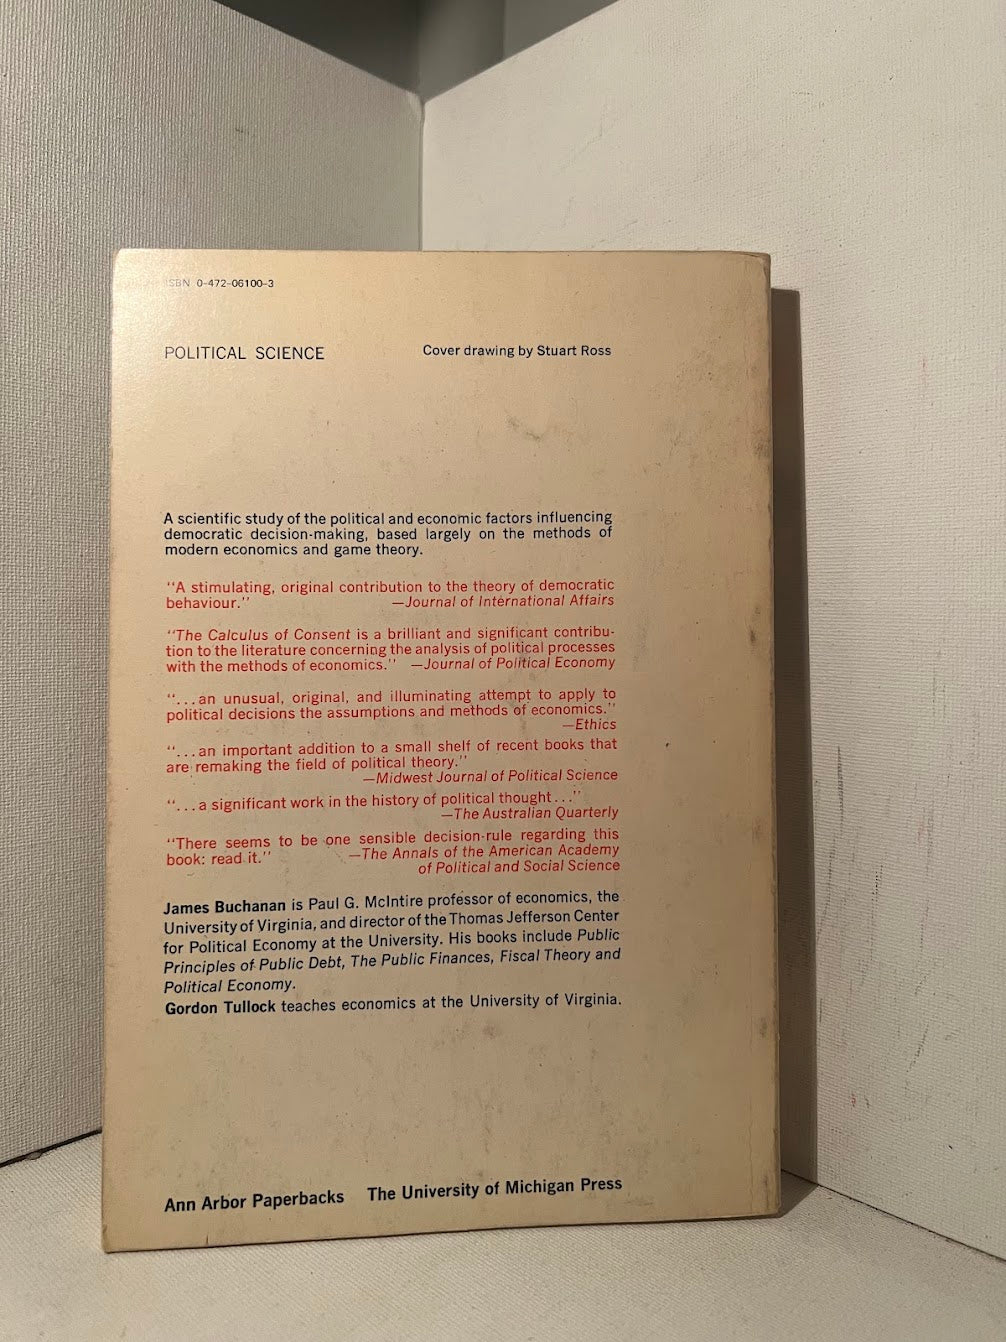 ISBN 0-472-06100-3
POLITICAL SCIENCE Cover drawing by Stuart Ross
A scientific study of the political and economic factors influencing
democratic decision-making, based largely on the methods of
modern economics and game theory.
"A stimulating, original contribution to the theory of democratic
behaviour." —Journal of International Affairs
"The Calculus of Consent is a brilliant and significant contribu-
tion to the literature concerning the analysis of political processes
with the methods of economics." —Journal of Political Economy
"...an unusual, original, and illuminating attempt to apply to
political decisions the assumptions and methods of economics."
—Ethics
"...an important addition to a small shelf of recent books that
are remaking the field of political theory."
—Midwest Journal of Political Science
"...a significant work in the history of political thought..."
—The Australian Quarterly
"There seems to be one sensible decision-rule regarding this
book: read it." —The Annals of the American Academy
of Political and Social Science
James Buchanan is Paul G. McIntire professor of economics, the
University of Virginia, and director of the Thomas Jefferson Center
for Political Economy at the University. His books include Public
Principles of Public Debt, The Public Finances, Fiscal Theory and
Political Economy.
Gordon Tullock teaches economics at the University of Virginia.
Ann Arbor Paperbacks The University of Michigan Press